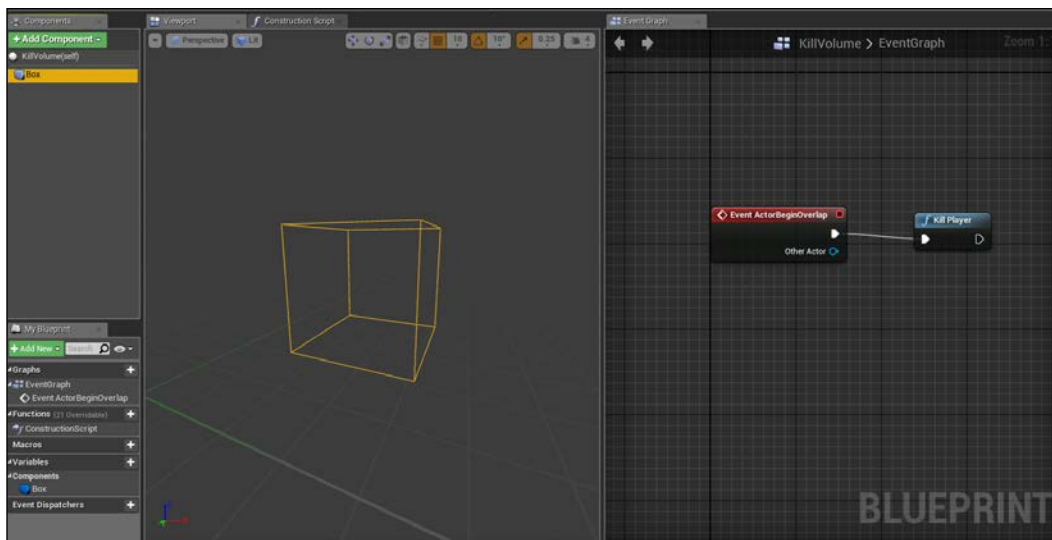 Components
Viewport
Construction Script
Event Graph
+ Add Component
KillVolume(self)
Box
Perspective
Lit
10
10°
0.25
4
KillVolume > EventGraph
Zoom 1:
Event ActorBeginOverlap
Other Actor
Kill Player
My Blueprint
+ Add New
Search
Graphs
EventGraph
Event ActorBeginOverlap
Functions (21 Overridable)
ConstructionScript
Macros
Variables
Components
Box
Event Dispatchers
BLUEPRINT